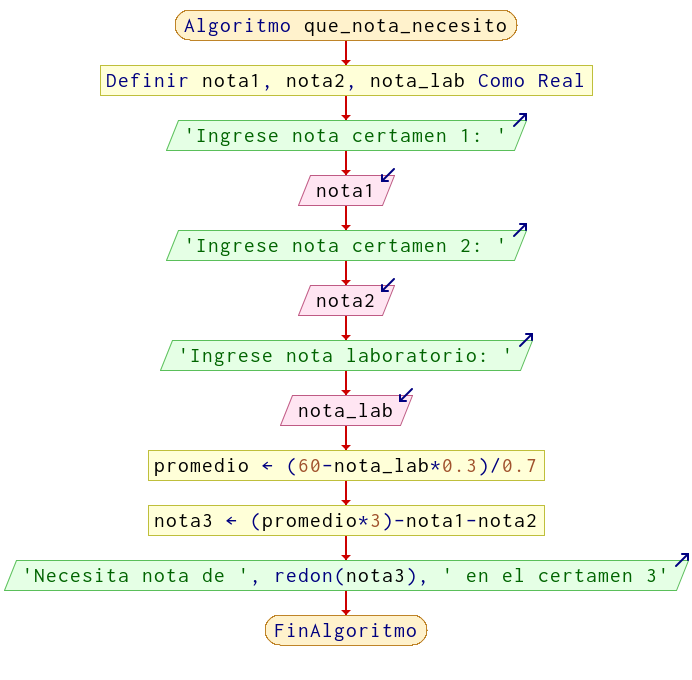 Algoritmo que_nota_necesito
Definir nota1, nota2, nota_lab Como Real
'Ingrese nota certamen 1: '
nota1
'Ingrese nota certamen 2: '
nota2
'Ingrese nota laboratorio: '
nota_lab
promedio ← (60-nota_lab*0.3)/0.7
nota3 ← (promedio*3)-nota1-nota2
'Necesita nota de ', redon(nota3), ' en el certamen 3'
FinAlgoritmo